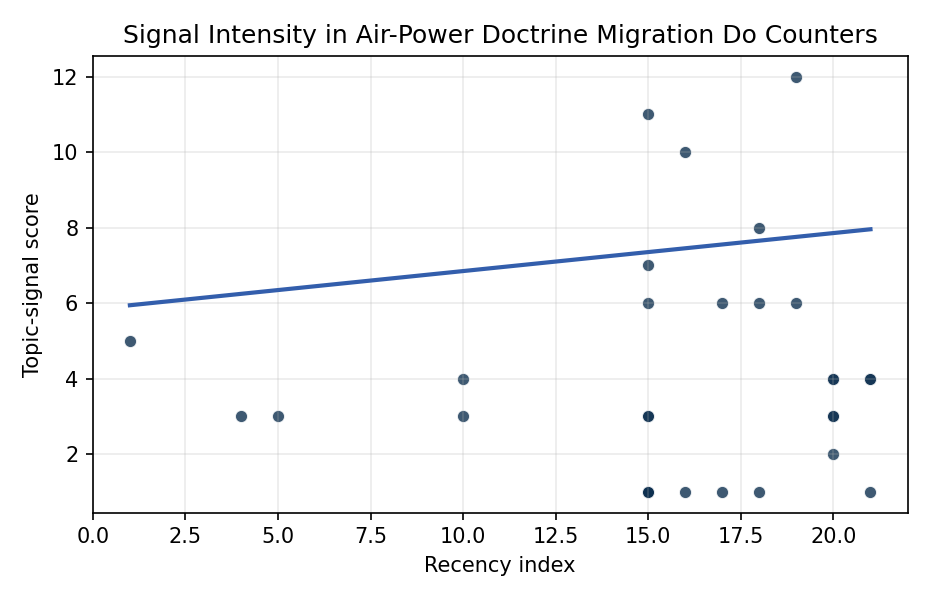 Signal Intensity in Air-Power Doctrine Migration Do Counters
Topic-signal score
12
10
8
6
4
2
0.0 2.5 5.0 7.5 10.0 12.5 15.0 17.5 20.0
Recency index